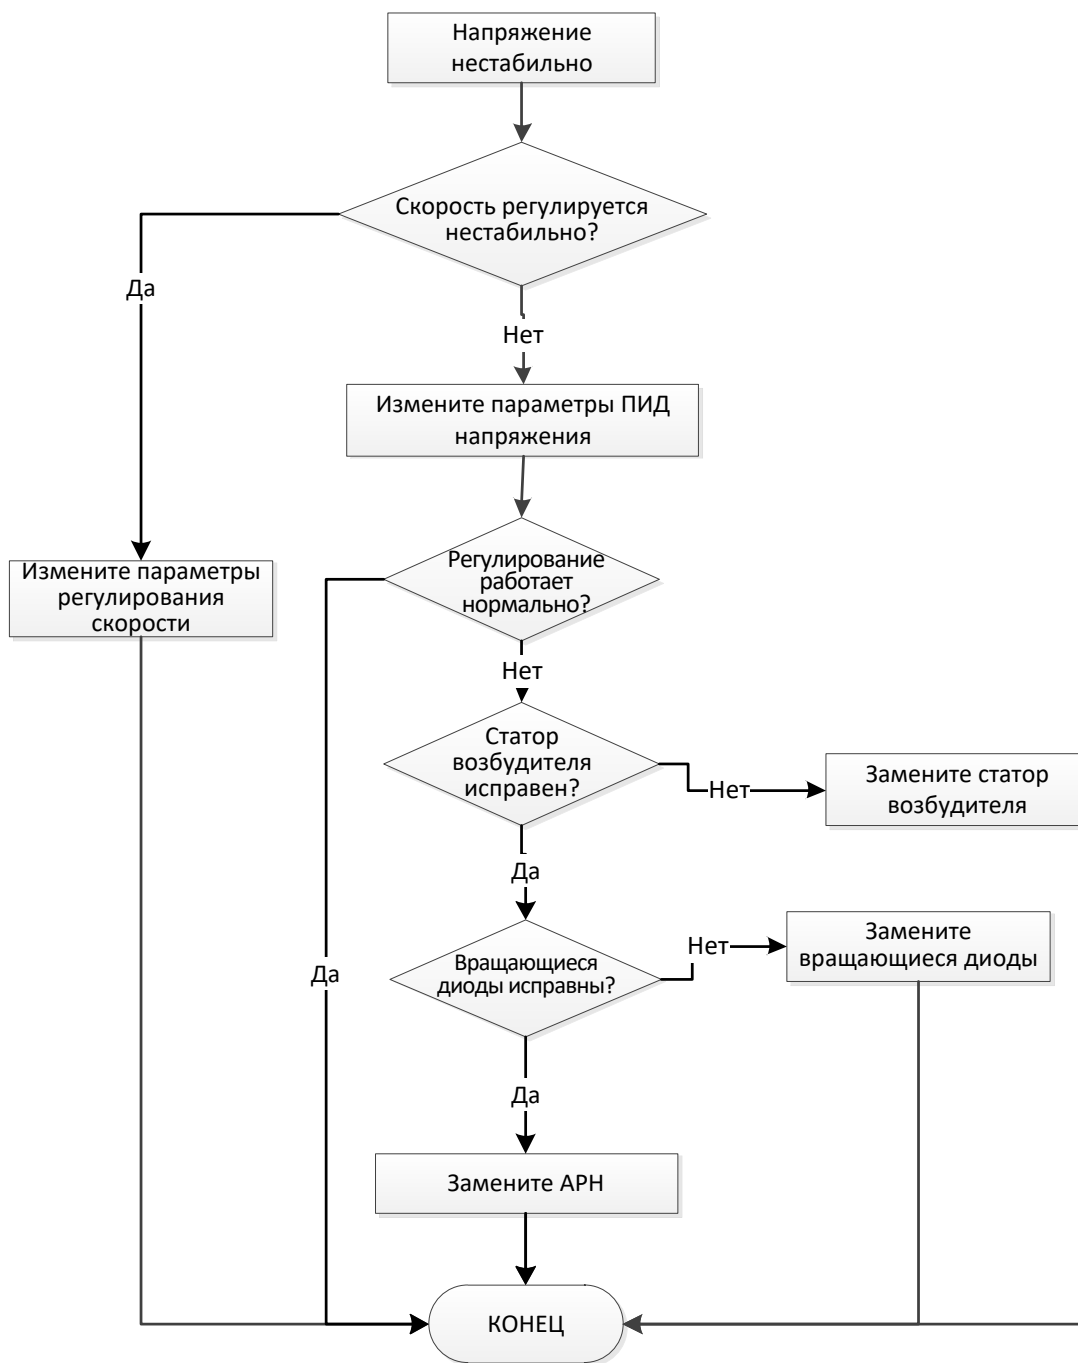 Напряжение
нестабильно
Скорость регулируется
нестабильно?
Да
Нет
Измените параметры ПИД
напряжения
Измените параметры
регулирования
скорости
Регулирование
работает
нормально?
Нет
Статор
возбудителя
исправен?
Нет
Замените статор
возбудителя
Да
Да
Вращающиеся
диоды исправны?
Нет
Замените
вращающиеся диоды
Да
Замените АРН
КОНЕЦ